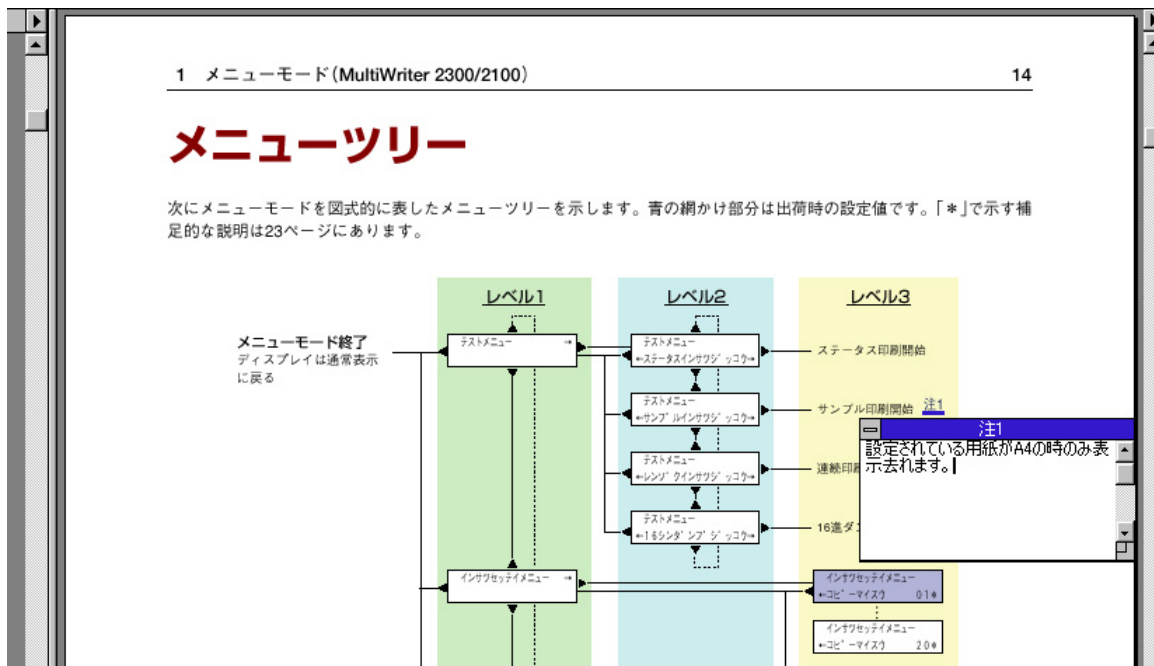 1 メニューモード(MultiWriter 2300/2100) 14
メニューツリー
次にメニューモードを図式的に表したメニューツリーを示します。青の網かけ部分は出荷時の設定値です。「＊」で示す補
足的な説明は23ページにあります。
レベル1 レベル2 レベル3
メニューモード終了
ディスプレイは通常表示
に戻る
テストメニュー →
テストメニュー
←ステータスインサツジッコウ→
ステータス印刷開始
テストメニュー
←サンプルインサツジッコウ→
サンプル印刷開始 注1
注1
設定されている用紙がA4の時のみ表
示去れます。
テストメニュー
←レンゾクインサツジッコウ→
連続印
テストメニュー
←16シンダンプジッコウ→
16進ダ
インサツセッテイメニュー →
インサツセッテイメニュー
←コピーマイスウ 01*
インサツセッテイメニュー
←コピーマイスウ 20*